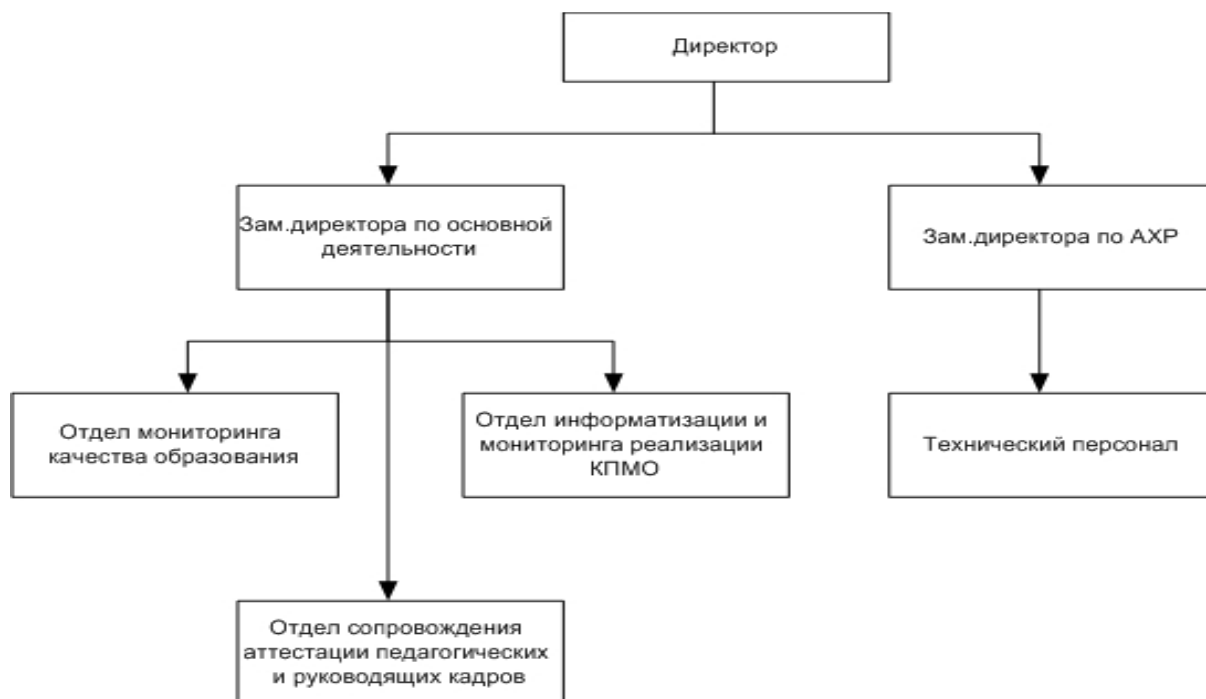 Директор
Зам.директора по основной
деятельности
Зам.директора по АХР
Отдел мониторинга
качества образования
Отдел информатизации и
мониторинга реализации
КПМО
Технический персонал
Отдел сопровождения
аттестации педагогических
и руководящих кадров